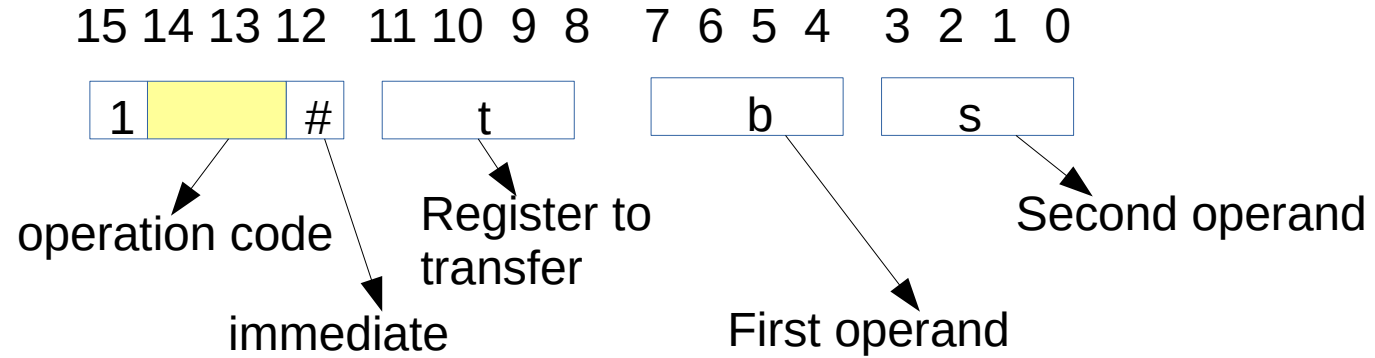 15 14 13 12 11 10 9 8 7 6 5 4 3 2 1 0
1 # t b s
operation code
Register to
transfer
Second operand
immediate
First operand